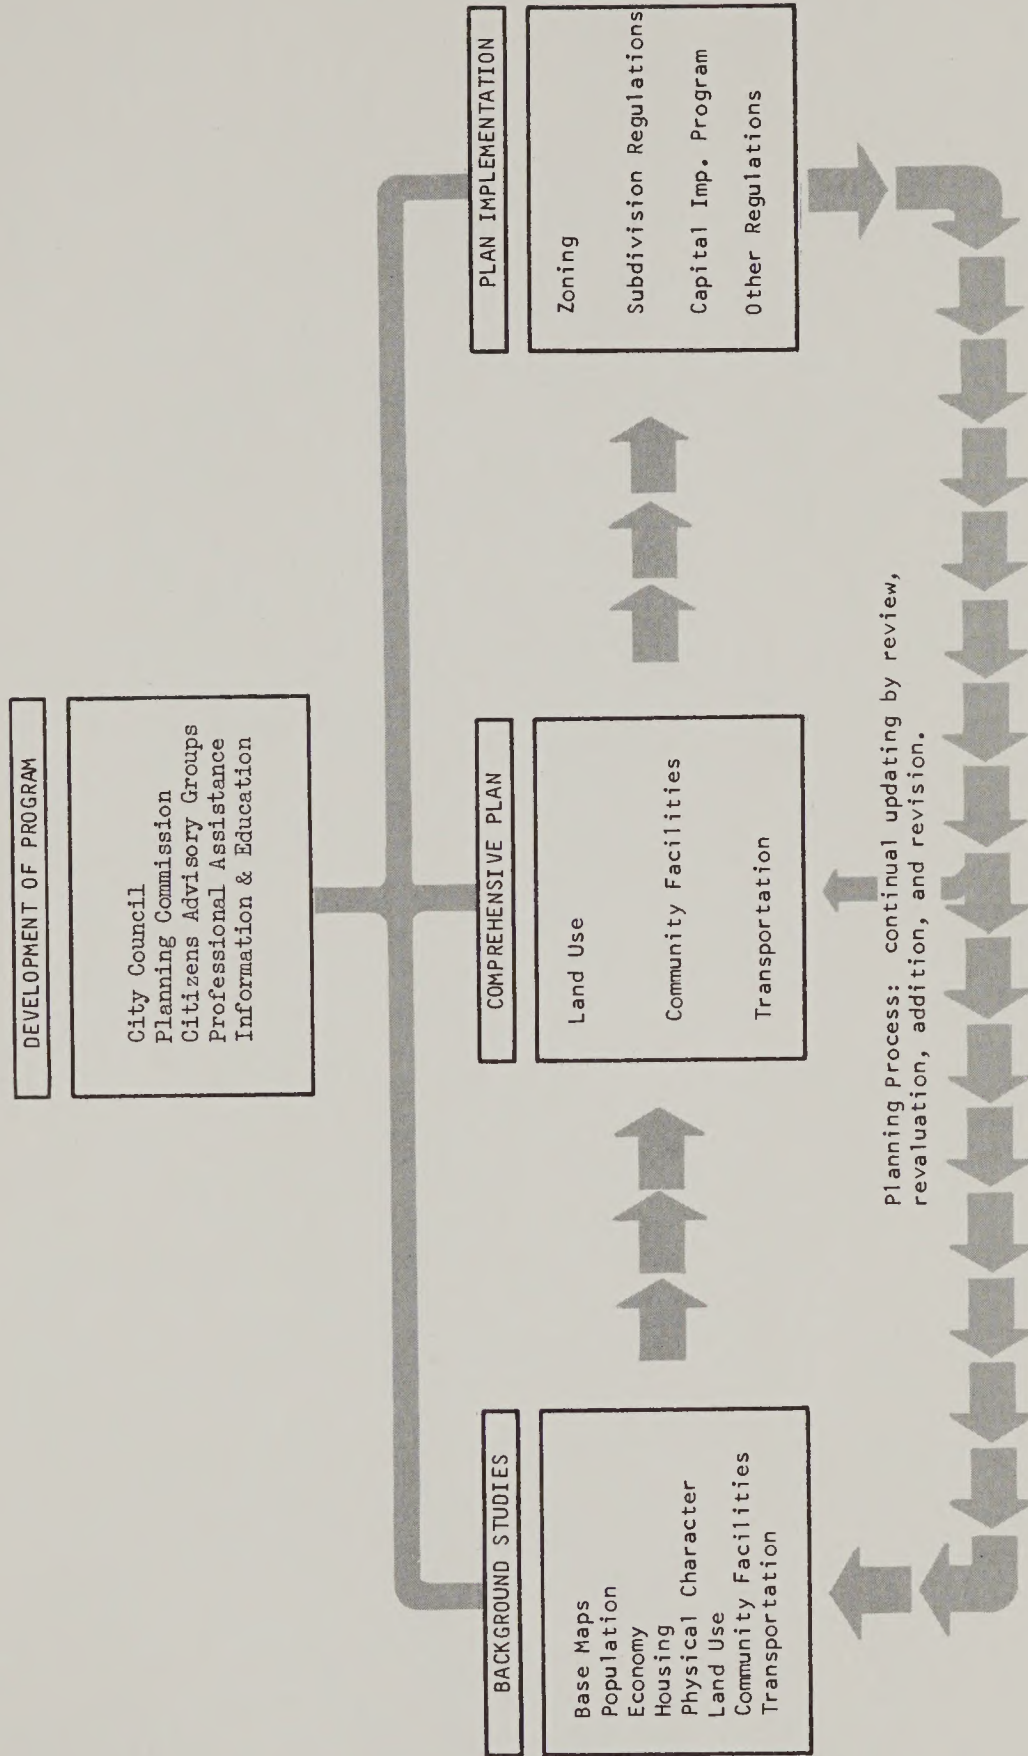 DEVELOPMENT OF PROGRAM
City Council
Planning Commission
Citizens Advisory Groups
Professional Assistance
Information & Education
BACKGROUND STUDIES
Base Maps
Population
Economy
Housing
Physical Character
Land Use
Community Facilities
Transportation
COMPREHENSIVE PLAN
Land Use
Community Facilities
Transportation
PLAN IMPLEMENTATION
Zoning
Subdivision Regulations
Capital Imp. Program
Other Regulations
Planning Process: continual updating by review,
revaluation, addition, and revision.